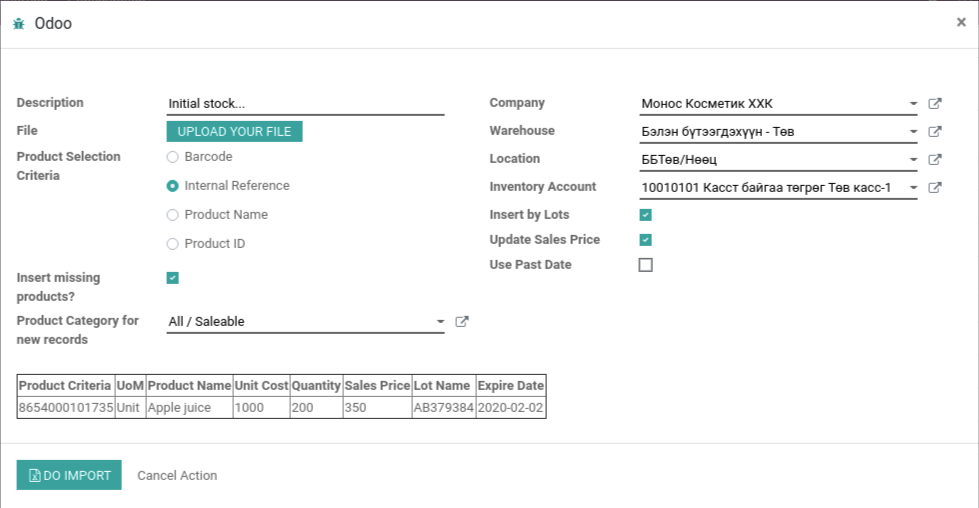 Odoo
×
Description
Initial stock...
File
UPLOAD YOUR FILE
Product Selection
Criteria
Barcode
Internal Reference
Product Name
Product ID
Insert missing
products?
Product Category for
new records
All / Saleable
Company
Монос Косметик ХХК
Warehouse
Бэлэн бүтээгдэхүүн - Төв
Location
ББТөв/Нөөц
Inventory Account
10010101 Касст байгаа төгрөг Төв касс-1
Insert by Lots
Update Sales Price
Use Past Date
Product Criteria UoM Product Name Unit Cost Quantity Sales Price Lot Name Expire Date
8654000101735 Unit Apple juice 1000 200 350 AB379384 2020-02-02
DO IMPORT Cancel Action